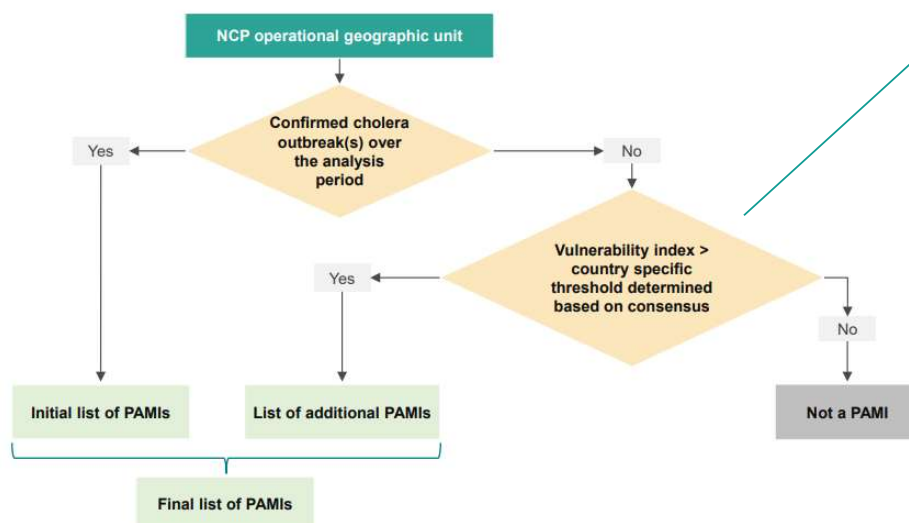 NCP operational geographic unit
Confirmed cholera
outbreak(s) over
the analysis
period
Yes
No
Vulnerability index >
country specific
threshold determined
based on consensus
Yes
No
Initial list of PAMIs
List of additional PAMIs
Not a PAMI
Final list of PAMIs